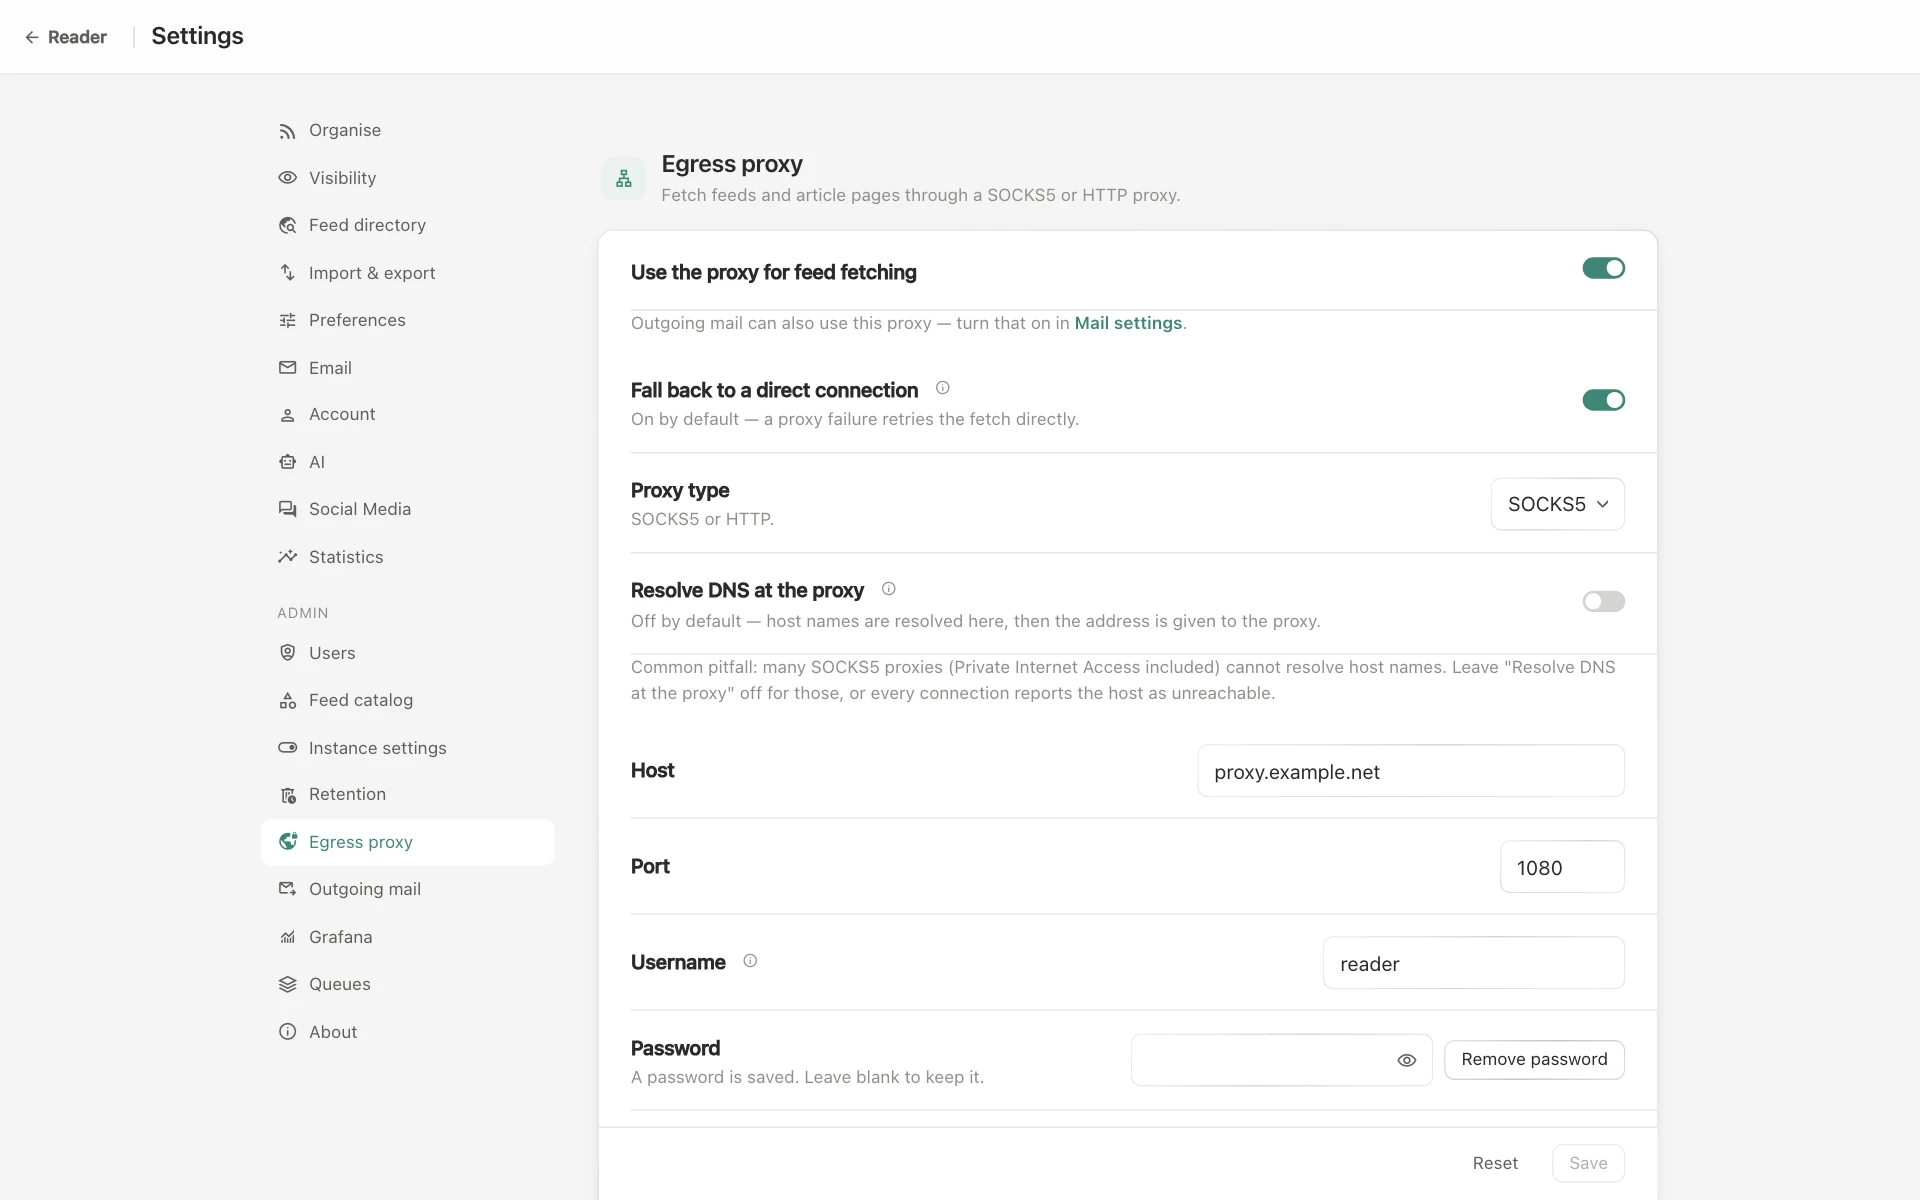 Reader
Settings
Organise
Visibility
Feed directory
Import & export
Preferences
Email
Account
AI
Social Media
Statistics
ADMIN
Users
Feed catalog
Instance settings
Retention
Egress proxy
Outgoing mail
Grafana
Queues
About
Egress proxy
Fetch feeds and article pages through a SOCKS5 or HTTP proxy.
Use the proxy for feed fetching
Outgoing mail can also use this proxy — turn that on in Mail settings.
Fall back to a direct connection
On by default — a proxy failure retries the fetch directly.
Proxy type
SOCKS5 or HTTP.
SOCKS5
Resolve DNS at the proxy
Off by default — host names are resolved here, then the address is given to the proxy.
Common pitfall: many SOCKS5 proxies (Private Internet Access included) cannot resolve host names. Leave "Resolve DNS
at the proxy" off for those, or every connection reports the host as unreachable.
Host
proxy.example.net
Port
1080
Username
reader
Password
A password is saved. Leave blank to keep it.
Remove password
Reset
Save